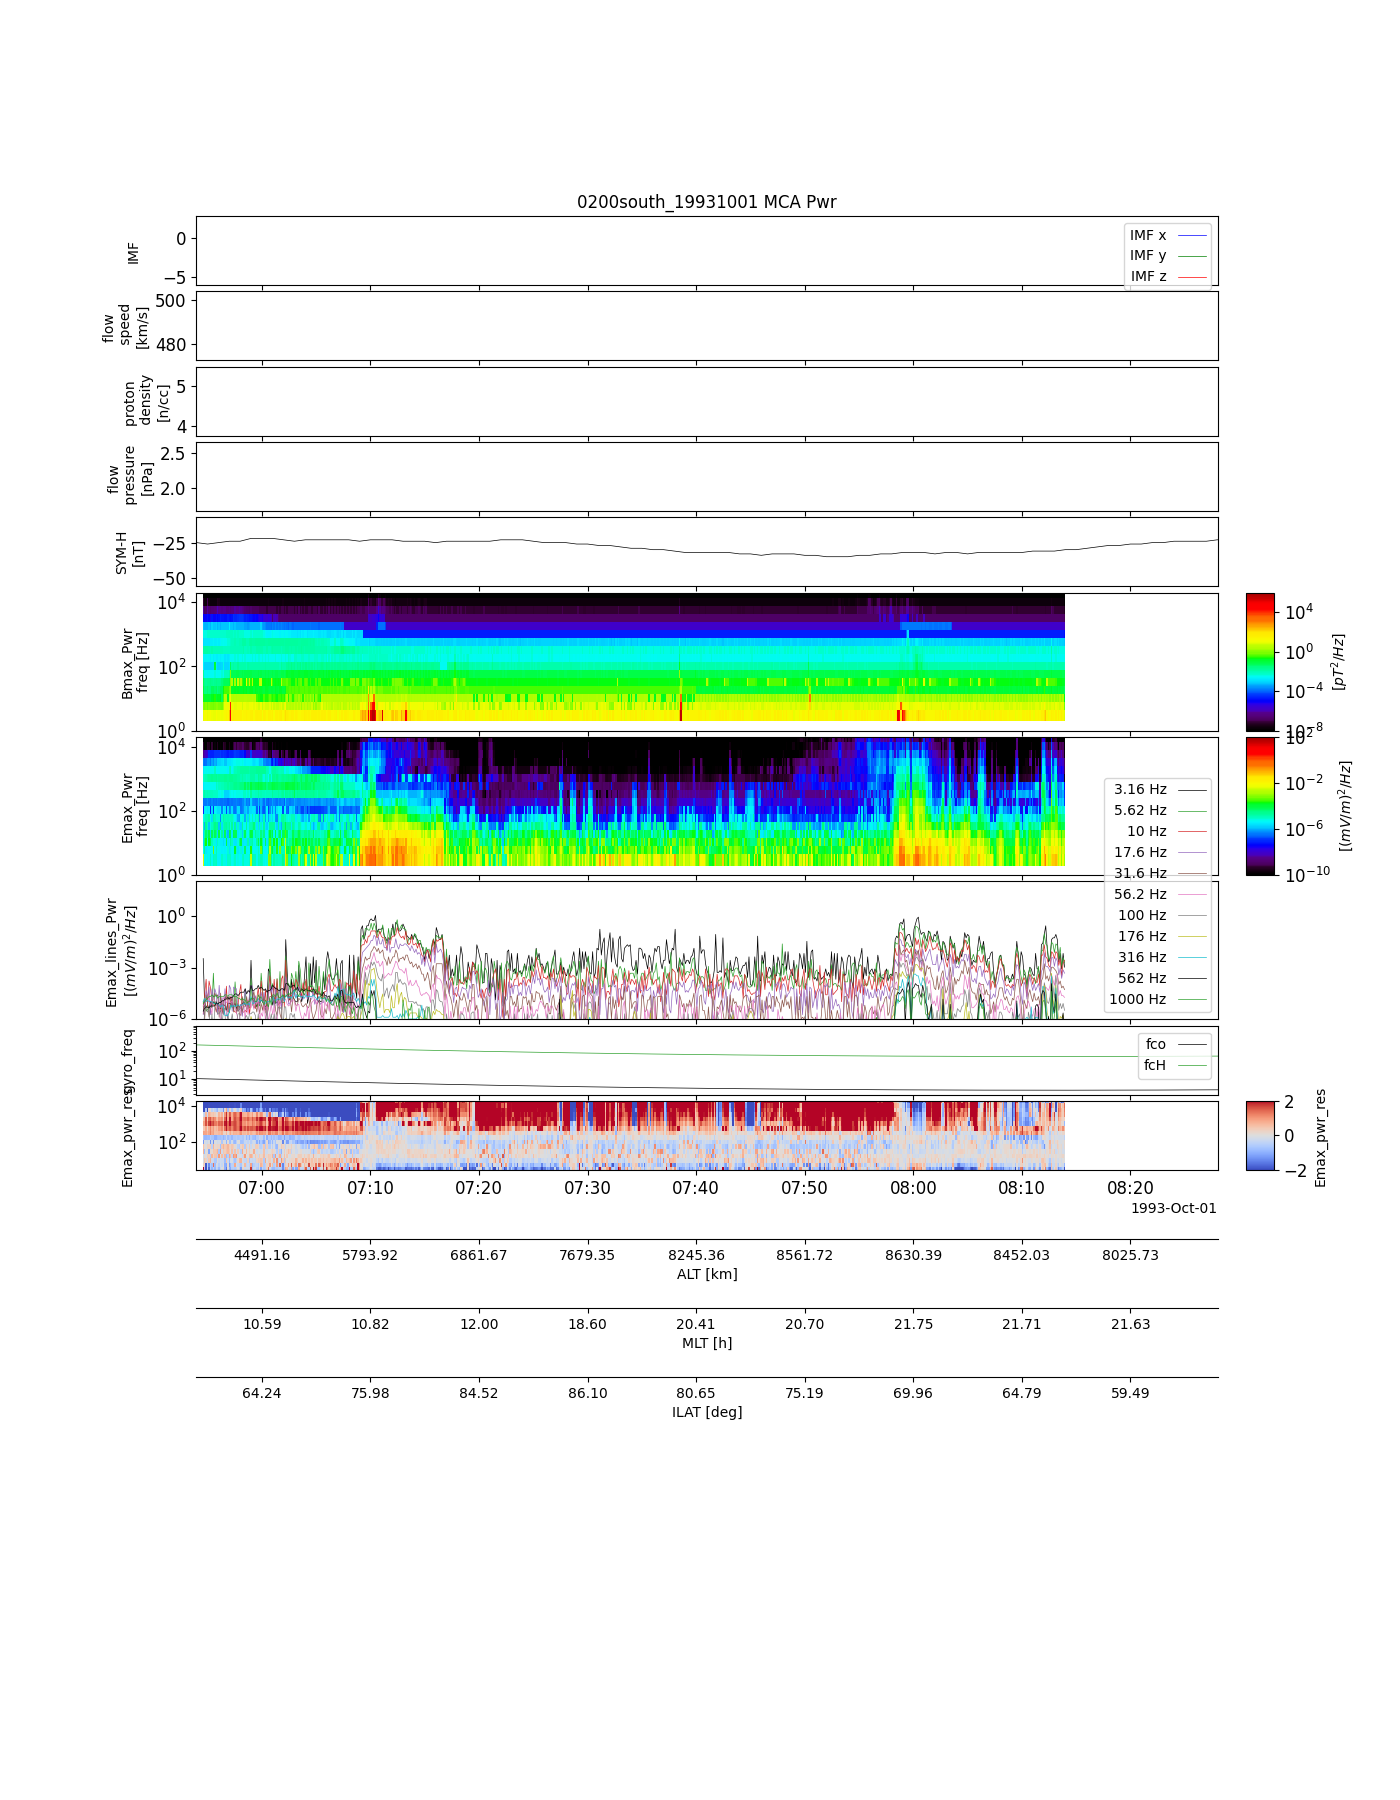 0200south_19931001 MCA Pwr
IMF
0
−5
IMF x
IMF y
IMF z
flow
speed
[km/s]
500
480
proton
density
[n/cc]
5
4
flow
pressure
[nPa]
2.5
2.0
SYM-H
[nT]
−25
−50
Bmax_Pwr
freq [Hz]
10^4
10^2
10^0
10^4
10^0
10^−4
10^−8
[pT^2/Hz]
Emax_Pwr
freq [Hz]
10^4
10^2
10^0
10^2
10^−2
10^−6
10^−10
[(mV/m)^2/Hz]
3.16 Hz
5.62 Hz
10 Hz
17.6 Hz
31.6 Hz
56.2 Hz
100 Hz
176 Hz
316 Hz
562 Hz
1000 Hz
Emax_lines_Pwr
[(mV/m)^2/Hz]
10^0
10^−3
10^−6
gyro_freq
10^2
10^1
fco
fcH
Emax_pwr_res
10^4
10^2
2
0
−2
Emax_pwr_res
07:00 07:10 07:20 07:30 07:40 07:50 08:00 08:10 08:20
1993-Oct-01
4491.16 5793.92 6861.67 7679.35 8245.36 8561.72 8630.39 8452.03 8025.73
ALT [km]
10.59 10.82 12.00 18.60 20.41 20.70 21.75 21.71 21.63
MLT [h]
64.24 75.98 84.52 86.10 80.65 75.19 69.96 64.79 59.49
ILAT [deg]